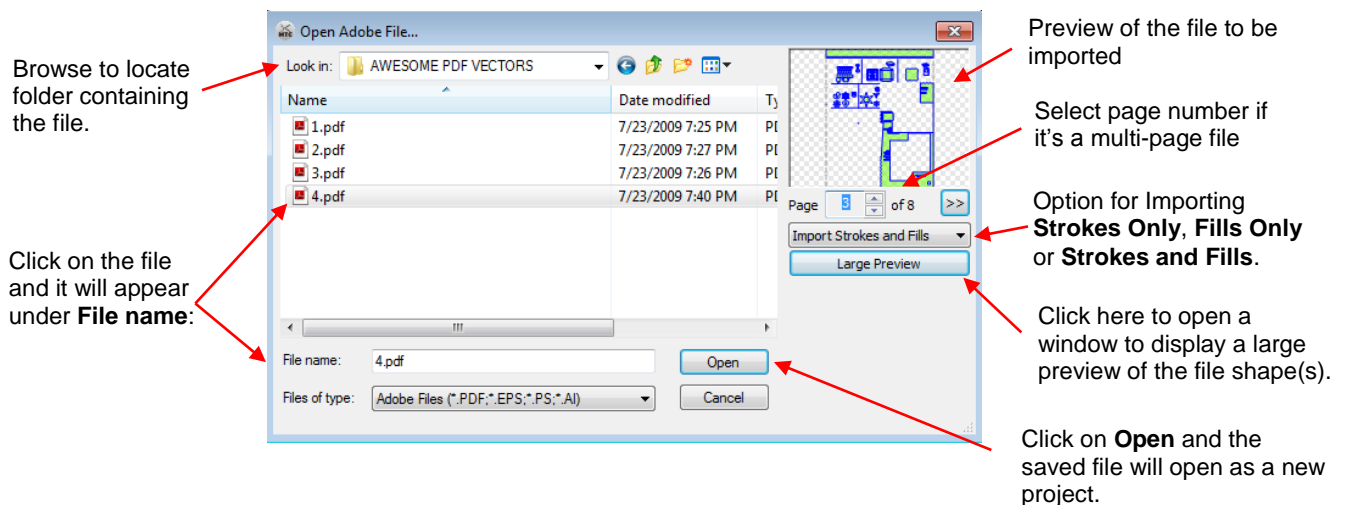 Open Adobe File...
Look in: AWESOME PDF VECTORS
Name Date modified Ty
1.pdf 7/23/2009 7:25 PM PD
2.pdf 7/23/2009 7:27 PM PD
3.pdf 7/23/2009 7:26 PM PD
4.pdf 7/23/2009 7:40 PM PD
Page 3 of 8 >>
Import Strokes and Fills
Large Preview
File name: 4.pdf Open
Files of type: Adobe Files (*.PDF;*.EPS;*.PS;*.AI) Cancel
Browse to locate
folder containing
the file.
Click on the file
and it will appear
under File name:
Preview of the file to be
imported
Select page number if
it's a multi-page file
Option for Importing
Strokes Only, Fills Only
or Strokes and Fills.
Click here to open a
window to display a large
preview of the file shape(s).
Click on Open and the
saved file will open as a new
project.